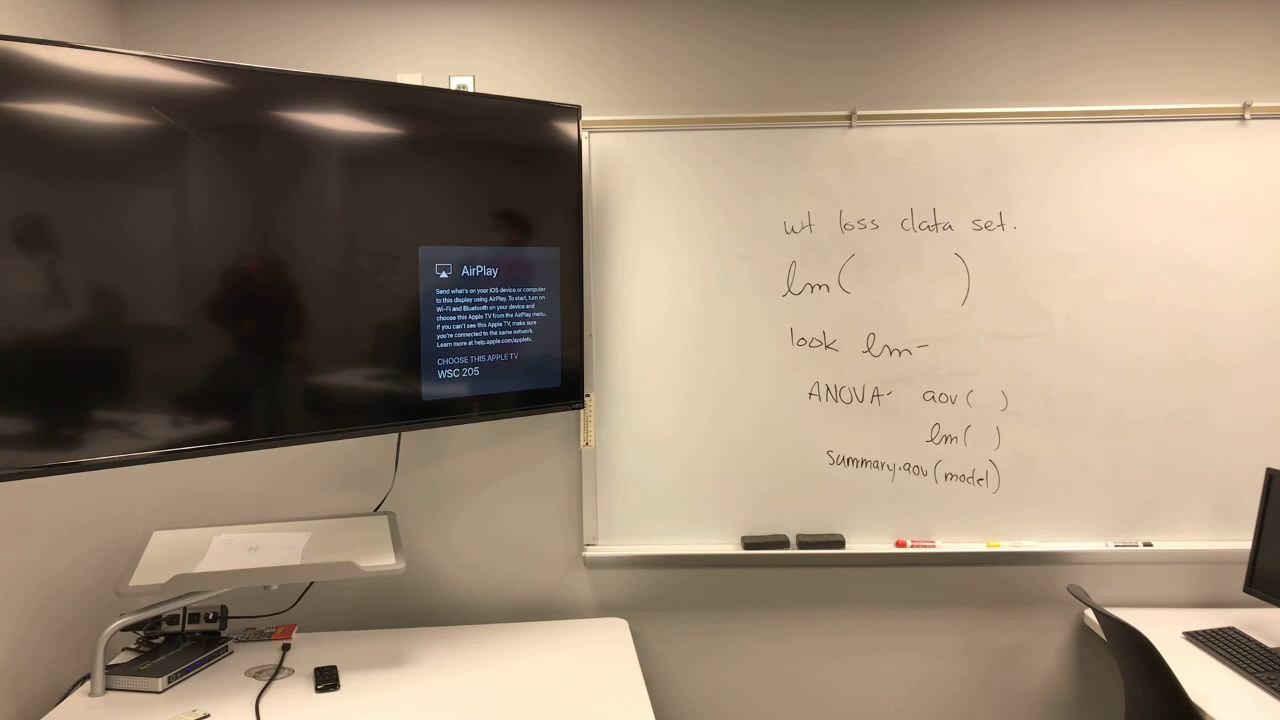 AirPlay
Send what's on your iOS device or computer
to this display using AirPlay. To start, turn on
Wi-Fi and Bluetooth on your device and
choose this Apple TV from the AirPlay menu.
If you can't see this Apple TV, make sure
you're connected to the same network.
Learn more at help.apple.com/appletv.
CHOOSE THIS APPLE TV
WSC 205
wt loss data set.
lm( )
look lm-
ANOVA- aov( )
lm( )
summary.aov(model)